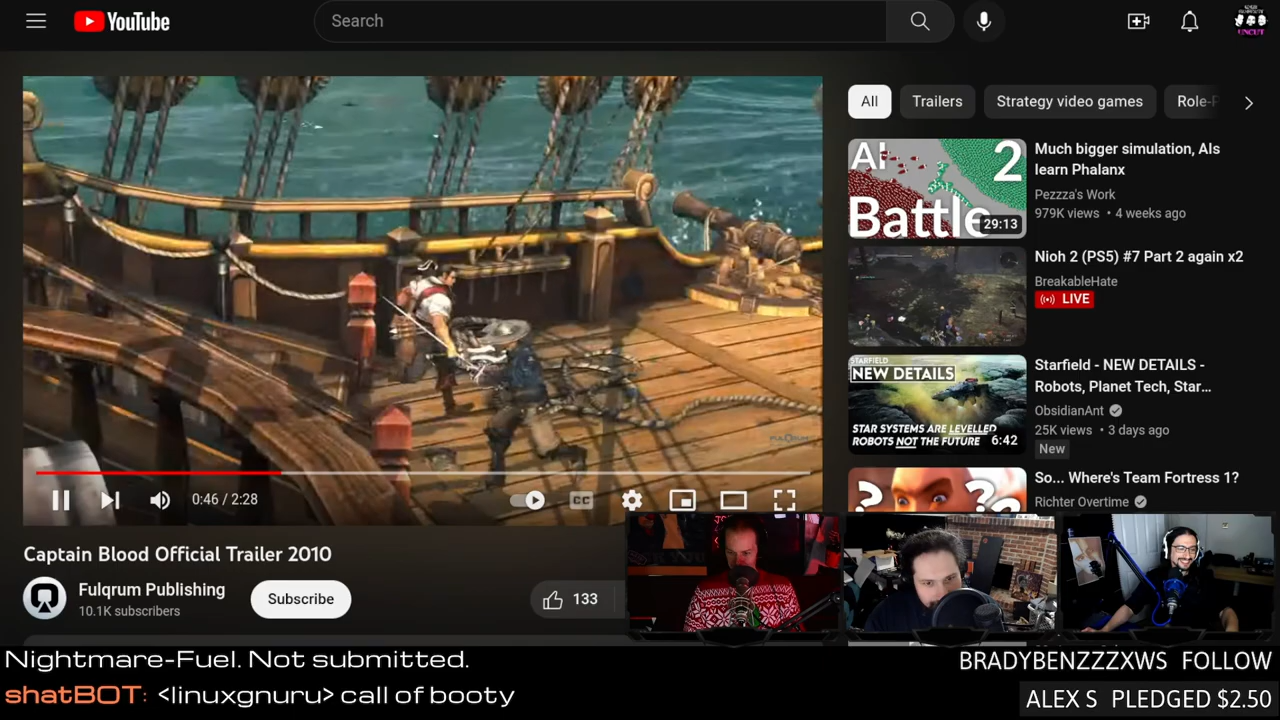 YouTube
Search
UNCUT
All
Trailers
Strategy video games
Role-P
AI
2
Battle
29:13
Much bigger simulation, AIs
learn Phalanx
Pezzza's Work
979K views • 4 weeks ago
Nioh 2 (PS5) #7 Part 2 again x2
BreakableHate
LIVE
STARFIELD
NEW DETAILS
STAR SYSTEMS ARE LEVELLED
ROBOTS NOT THE FUTURE
6:42
Starfield - NEW DETAILS -
Robots, Planet Tech, Star...
ObsidianAnt
25K views • 3 days ago
New
? ??
So... Where's Team Fortress 1?
Richter Overtime
0:46 / 2:28
CC
Captain Blood Official Trailer 2010
Fulqrum Publishing
10.1K subscribers
Subscribe
133
Nightmare-Fuel. Not submitted.
BRADYBENZZZXWS FOLLOW
shatBOT: <linuxgnuru> call of booty
ALEX S PLEDGED $2.50